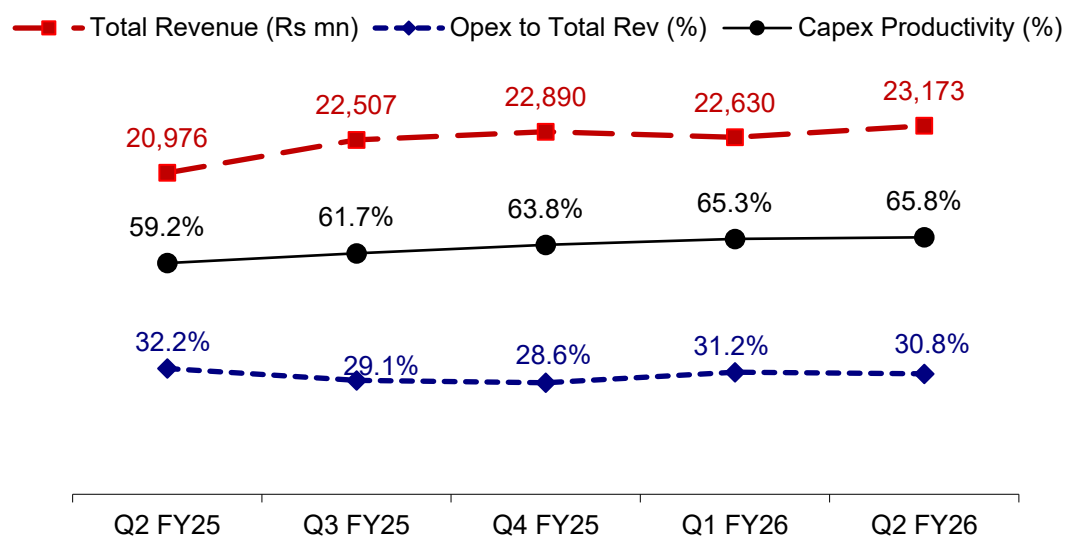 Total Revenue (Rs mn) Opex to Total Rev (%) Capex Productivity (%)
20,976 22,507 22,890 22,630 23,173
59.2% 61.7% 63.8% 65.3% 65.8%
32.2% 29.1% 28.6% 31.2% 30.8%
Q2 FY25 Q3 FY25 Q4 FY25 Q1 FY26 Q2 FY26